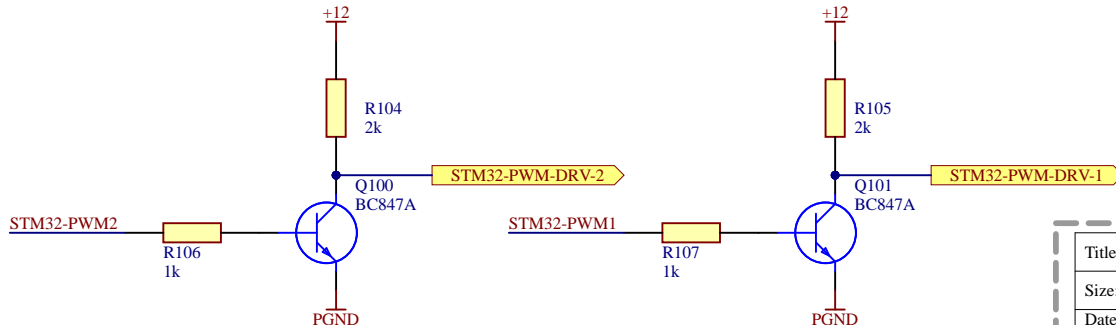 +12
+12
R104
2k
R105
2k
STM32-PWM-DRV-2
STM32-PWM-DRV-1
Q100
BC847A
Q101
BC847A
STM32-PWM2
STM32-PWM1
R106
1k
R107
1k
PGND
PGND
Title
Size:
Date